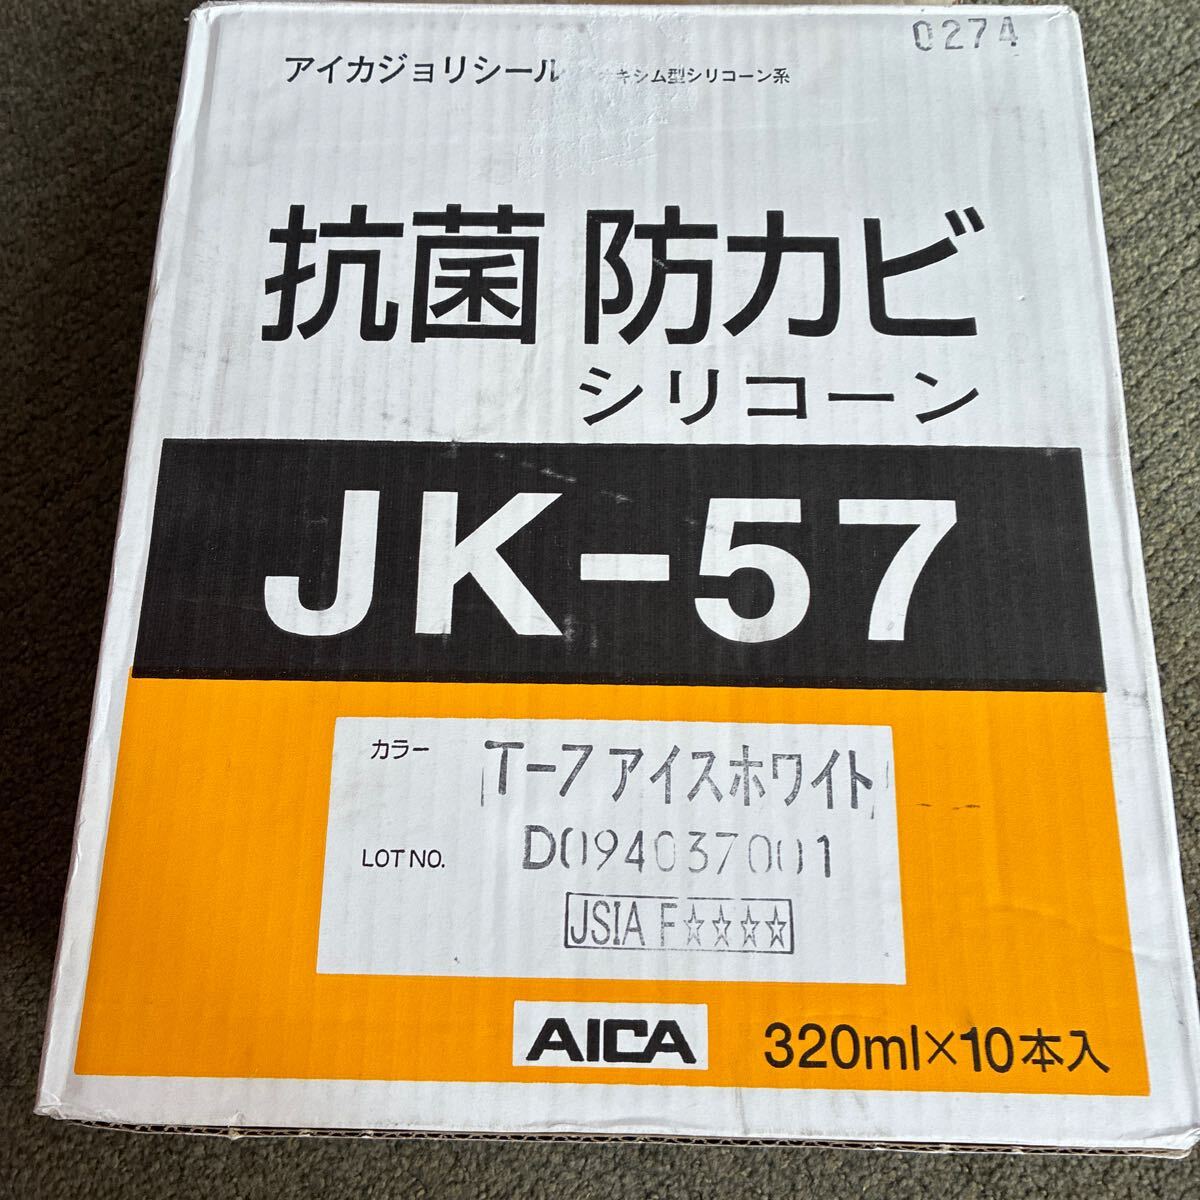 0274
アイカジョリシール キシム型シリコーン系
抗菌 防カビ
シリコーン
JK-57
カラー T-7 アイスホワイト
LOT NO. D094037001
JSIA F☆☆☆☆
AICA 320ml×10本入